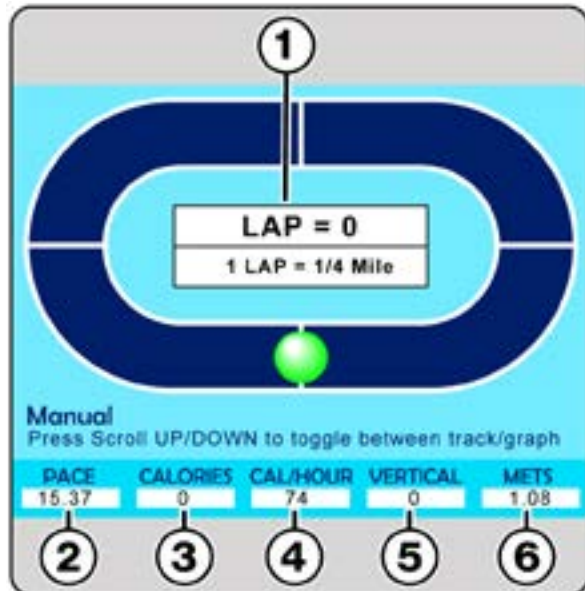 1
LAP = 0
1 LAP = 1/4 Mile
Manual
Press Scroll UP/DOWN to toggle between track/graph
PACE CALORIES CAL/HOUR VERTICAL METS
15.37 0 74 0 1.08
2 3 4 5 6